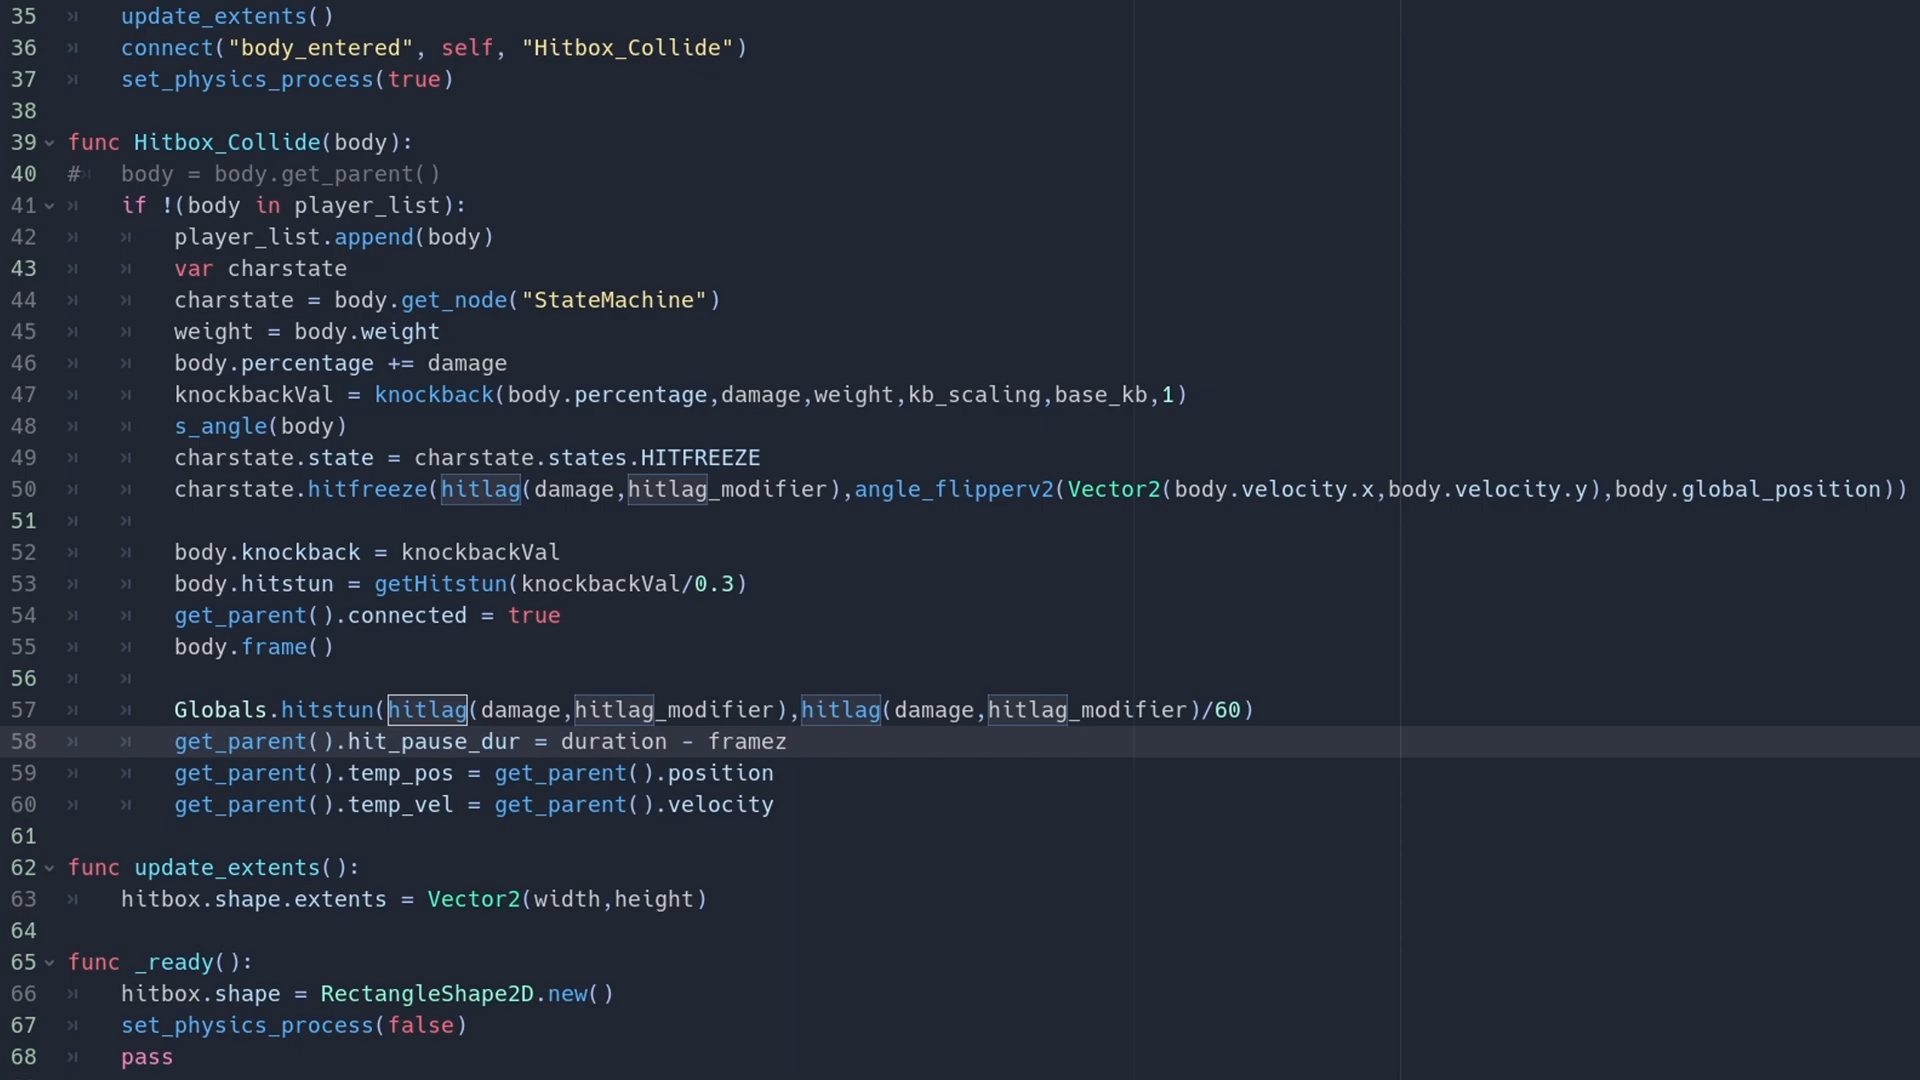 35 update_extents()
36 connect("body_entered", self, "Hitbox_Collide")
37 set_physics_process(true)
38
39 func Hitbox_Collide(body):
40 # body = body.get_parent()
41 if !(body in player_list):
42 player_list.append(body)
43 var charstate
44 charstate = body.get_node("StateMachine")
45 weight = body.weight
46 body.percentage += damage
47 knockbackVal = knockback(body.percentage,damage,weight,kb_scaling,base_kb,1)
48 s_angle(body)
49 charstate.state = charstate.states.HITFREEZE
50 charstate.hitfreeze(hitlag(damage,hitlag_modifier),angle_flipperv2(Vector2(body.velocity.x,body.velocity.y),body.global_position))
51
52 body.knockback = knockbackVal
53 body.hitstun = getHitstun(knockbackVal/0.3)
54 get_parent().connected = true
55 body.frame()
56
57 Globals.hitstun(hitlag(damage,hitlag_modifier),hitlag(damage,hitlag_modifier)/60)
58 get_parent().hit_pause_dur = duration - framez
59 get_parent().temp_pos = get_parent().position
60 get_parent().temp_vel = get_parent().velocity
61
62 func update_extents():
63 hitbox.shape.extents = Vector2(width,height)
64
65 func _ready():
66 hitbox.shape = RectangleShape2D.new()
67 set_physics_process(false)
68 pass